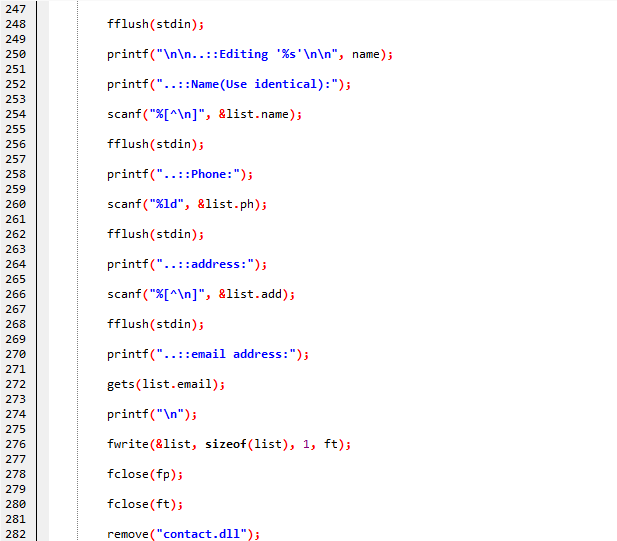 247
248 fflush(stdin);
249
250 printf("\n\n..::Editing '%s'\n\n", name);
251
252 printf("..::Name(Use identical):");
253
254 scanf("%[^\n]", &list.name);
255
256 fflush(stdin);
257
258 printf("..::Phone:");
259
260 scanf("%ld", &list.ph);
261
262 fflush(stdin);
263
264 printf("..::address:");
265
266 scanf("%[^\n]", &list.add);
267
268 fflush(stdin);
269
270 printf("..::email address:");
271
272 gets(list.email);
273
274 printf("\n");
275
276 fwrite(&list, sizeof(list), 1, ft);
277
278 fclose(fp);
279
280 fclose(ft);
281
282 remove("contact.dll");